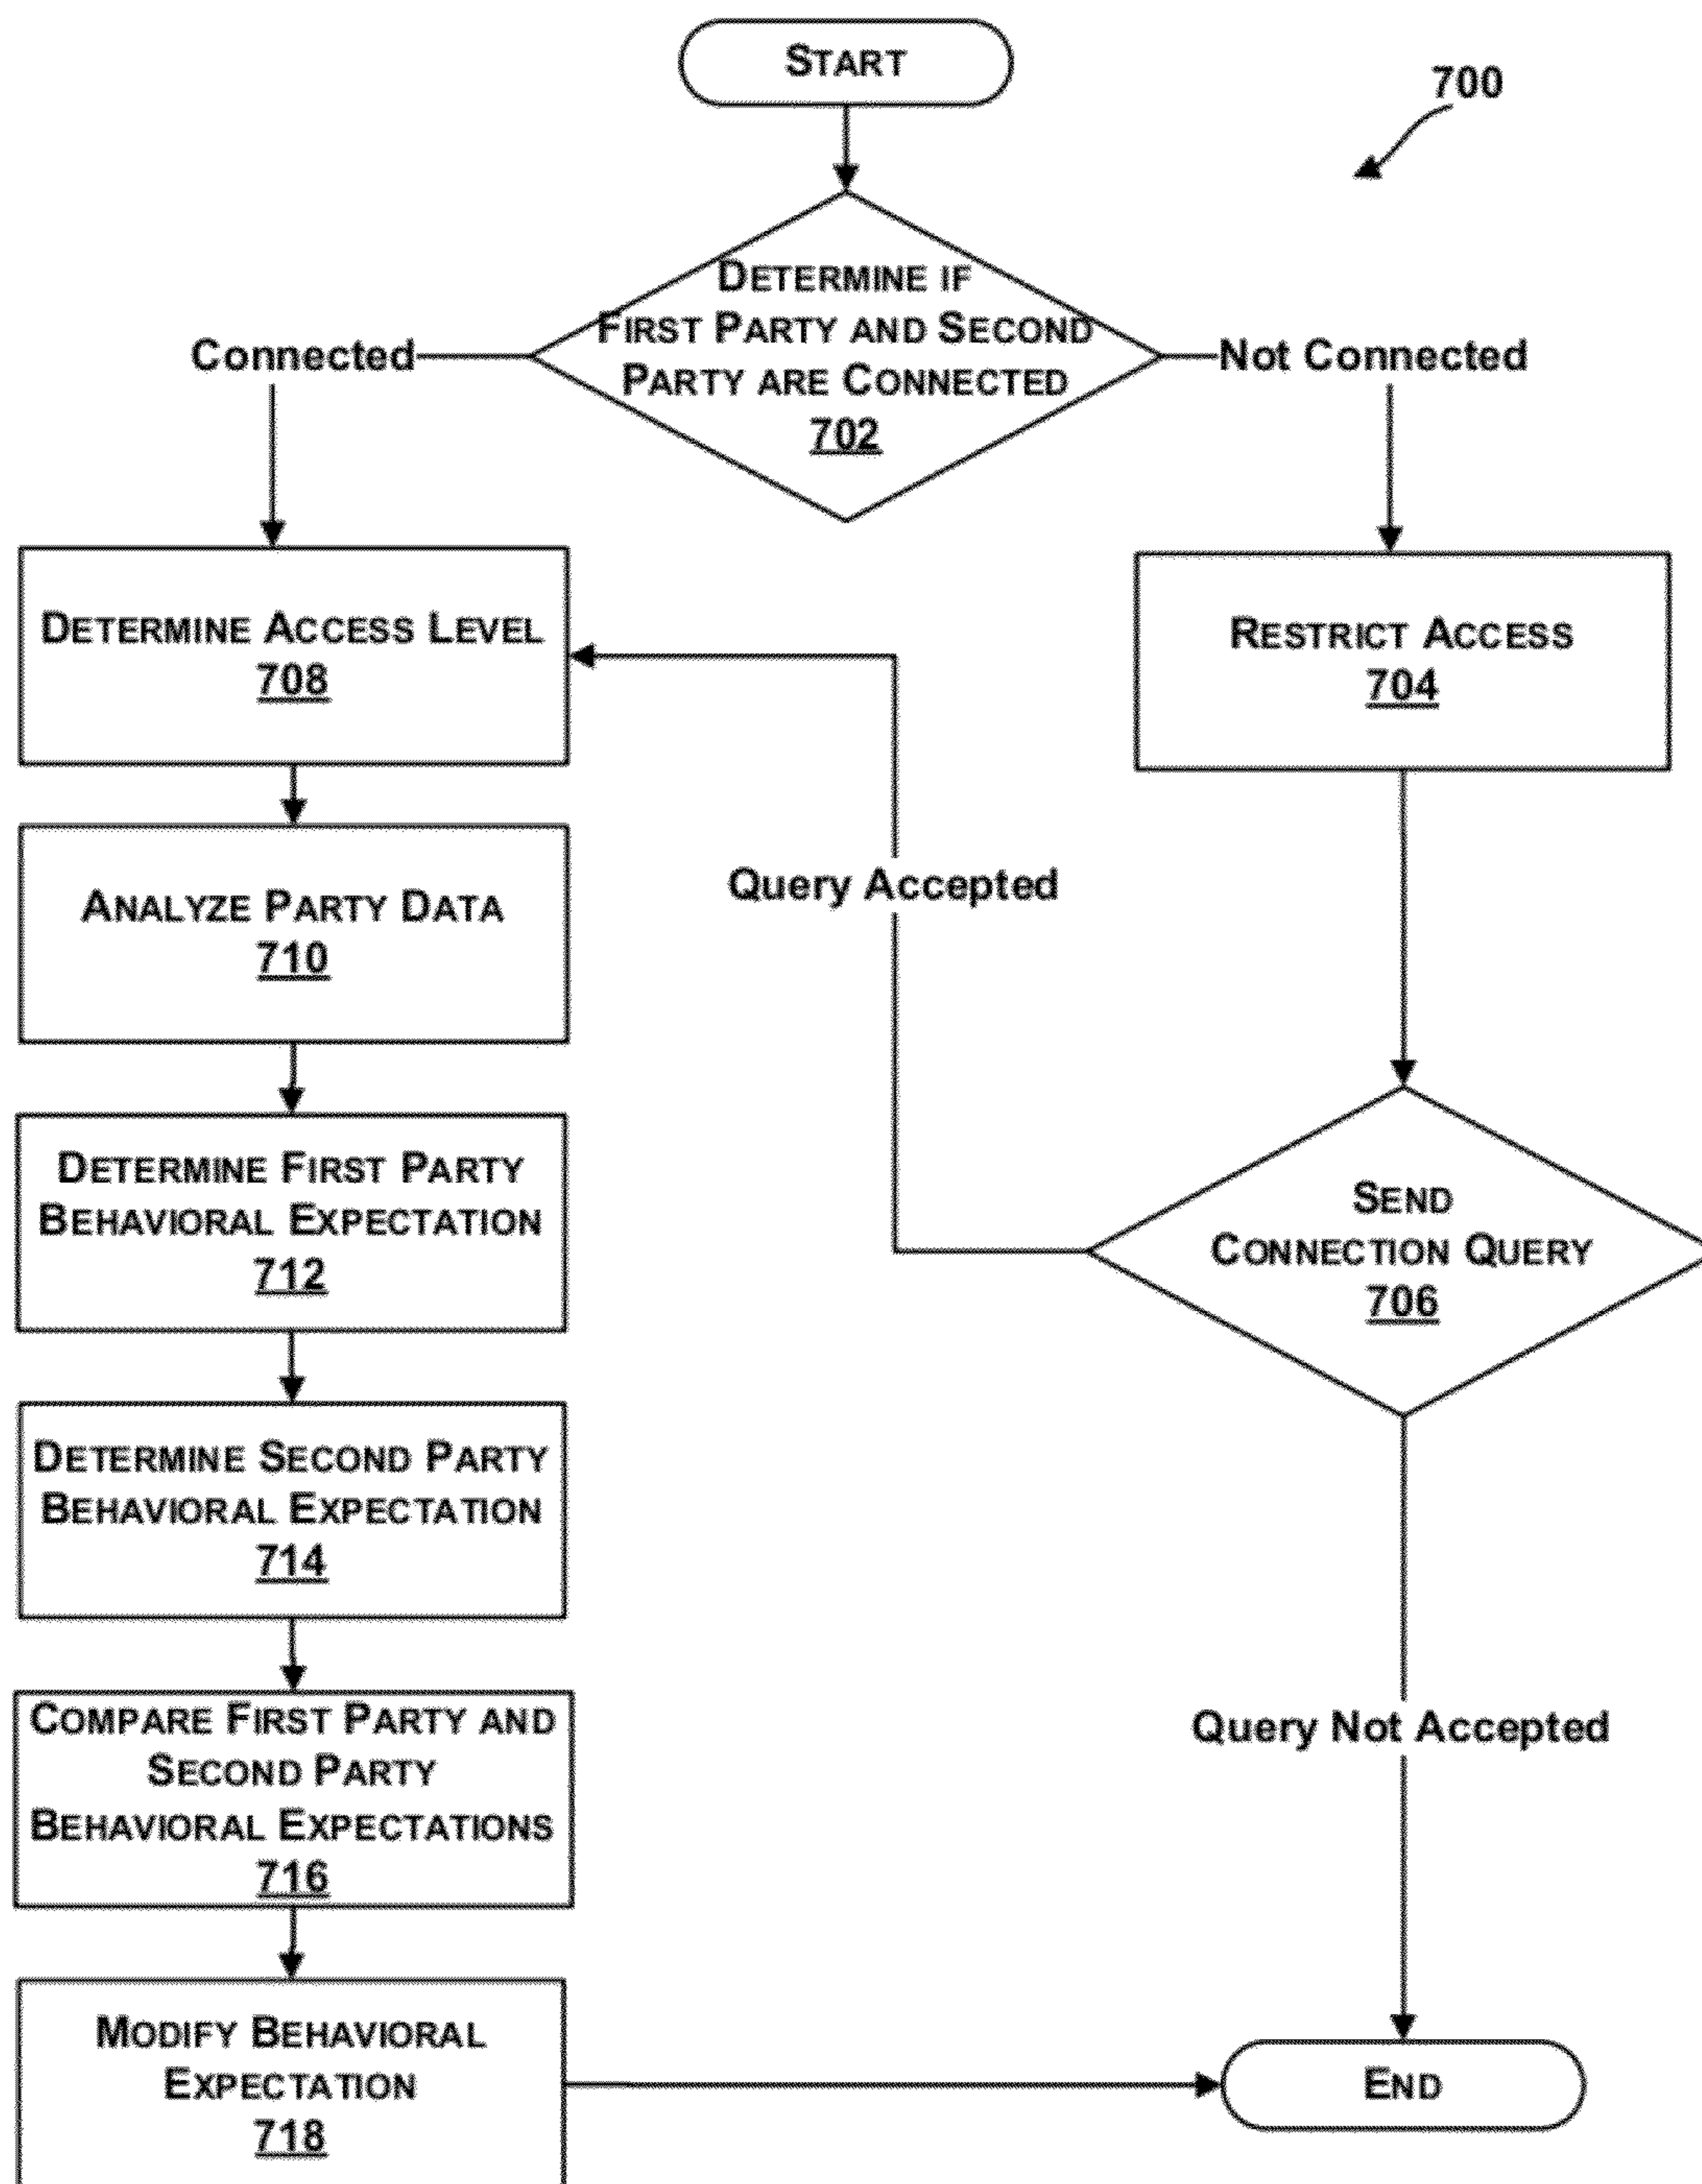 START
700
DETERMINE IF
FIRST PARTY AND SECOND
PARTY ARE CONNECTED
702
Connected
Not Connected
DETERMINE ACCESS LEVEL
708
RESTRICT ACCESS
704
ANALYZE PARTY DATA
710
Query Accepted
DETERMINE FIRST PARTY
BEHAVIORAL EXPECTATION
712
SEND
CONNECTION QUERY
706
DETERMINE SECOND PARTY
BEHAVIORAL EXPECTATION
714
COMPARE FIRST PARTY AND
SECOND PARTY
BEHAVIORAL EXPECTATIONS
716
Query Not Accepted
MODIFY BEHAVIORAL
EXPECTATION
718
END